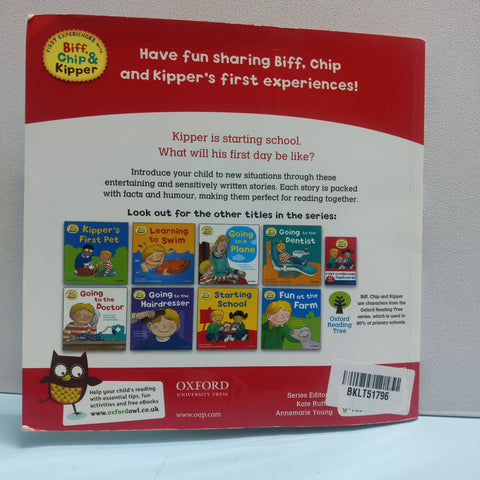 FIRST EXPERIENCES WITH
Biff,
Chip &
Kipper
Have fun sharing Biff, Chip
and Kipper's first experiences!
Kipper is starting school.
What will his first day be like?
Introduce your child to new situations through these
entertaining and sensitively written stories. Each story is packed
with facts and humour, making them perfect for reading together.
Look out for the other titles in the series:
Kipper's
First Pet
Learning
to Swim
Going
on a
Plane
Going
to the
Dentist
Flashcards
Going
to the
Doctor
Going to the
Hairdresser
Starting
School
Fun at the
Farm
Oxford
Reading
Tree
Biff, Chip and Kipper
are characters from the
Oxford Reading Tree
series, which is used in
80% of primary schools.
Help your child's reading
with essential tips, fun
activities and free eBooks
www.oxfordowl.co.uk
OXFORD
UNIVERSITY PRESS
www.oup.com
Series Editors
Kate Ruttle
Annemarie Young
BKLT51796